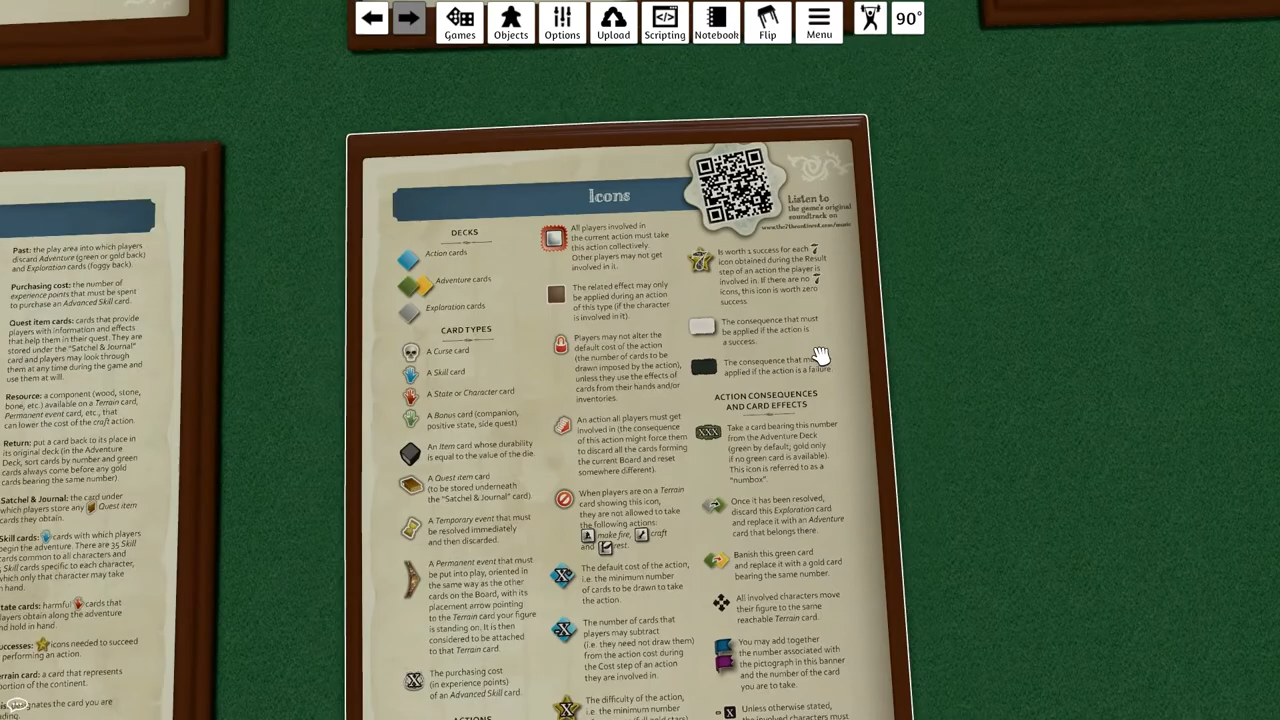 Games
Objects
Options
Upload
Scripting
Notebook
Flip
Menu
90°
Past: the play area into which players
discard Adventure (green or gold back)
and Exploration cards (foggy back).
Purchasing cost: the number of
experience points that must be spent
to purchase an Advanced Skill card.
Quest item cards: cards that provide
players with information and effects
that help them in their quest. They are
stored under the "Satchel & Journal"
card and players may look through
them at any time during the game and
use them at will.
Resource: a component (wood, stone,
bone, etc.) available on a Terrain card,
Permanent event card, etc., that
can lower the cost of the craft action.
Return: put a card back to its place in
its original deck (in the Adventure
Deck, sort cards by number and green
cards always come before any gold
cards bearing the same number).
Satchel & Journal: the card under
which players store any Quest item
cards they obtain.
Skill cards: cards with which players
begin the adventure. There are 35 Skill
cards common to all characters and
Skill cards specific to each character,
which only that character may take
in hand.
State cards: harmful cards that
players obtain along the adventure
and hold in hand.
Successes: icons needed to succeed
performing an action.
Terrain card: a card that represents
portion of the continent.
designates the card you are
Icons
Listen to
the game's original
soundtrack on
www.the7thcontinent.com/music
DECKS
Action cards
Adventure cards
Exploration cards
CARD TYPES
A Curse card
A Skill card
A State or Character card
A Bonus card (companion,
positive state, side quest)
An Item card whose durability
is equal to the value of the die.
A Quest item card
(to be stored underneath
the "Satchel & Journal" card)
A Temporary event that must
be resolved immediately
and then discarded.
A Permanent event that must
be put into play, oriented in
the same way as the other
cards on the Board, with its
placement arrow pointing
to the Terrain card your figure
is standing on. It is then
considered to be attached
to that Terrain card.
X The purchasing cost
(in experience points)
of an Advanced Skill card.
ACTIONS
All players involved in
the current action must take
this action collectively.
Other players may not get
involved in it.
The related effect may only
be applied during an action
of this type (if the character
is involved in it).
Players may not alter the
default cost of the action
(the number of cards to be
drawn imposed by the action),
unless they use the effects of
cards from their hands and/or
inventories.
An action all players must get
involved in (the consequence
of this action might force them
to discard all the cards forming
the current Board and reset
somewhere different).
When players are on a Terrain
card showing this icon,
they are not allowed to take
the following actions:
make fire, craft
and rest.
X The default cost of the action,
i.e. the minimum number
of cards to be drawn to take
the action.
-X The number of cards that
players may subtract
(i.e. they need not draw them)
from the action cost during
the Cost step of an action
they are involved in.
X The difficulty of the action,
i.e. the minimum number
Is worth 1 success for each 7
icon obtained during the Result
step of an action the player is
involved in. If there are no 7
icons, this icon is worth zero
success.
The consequence that must
be applied if the action is
a success.
The consequence that
applied if the action is a failure.
ACTION CONSEQUENCES
AND CARD EFFECTS
XXX Take a card bearing this number
from the Adventure Deck
(green by default; gold only
if no green card is available).
This icon is referred to as a
"numbox".
Once it has been resolved,
discard this Exploration card
and replace it with an Adventure
card that belongs there.
Banish this green card
and replace it with a gold card
bearing the same number.
All involved characters move
their figure to the same
reachable Terrain card.
You may add together
the number associated with
the pictograph in this banner
and the number of the card
you are to take.
X Unless otherwise stated,
the involved characters must